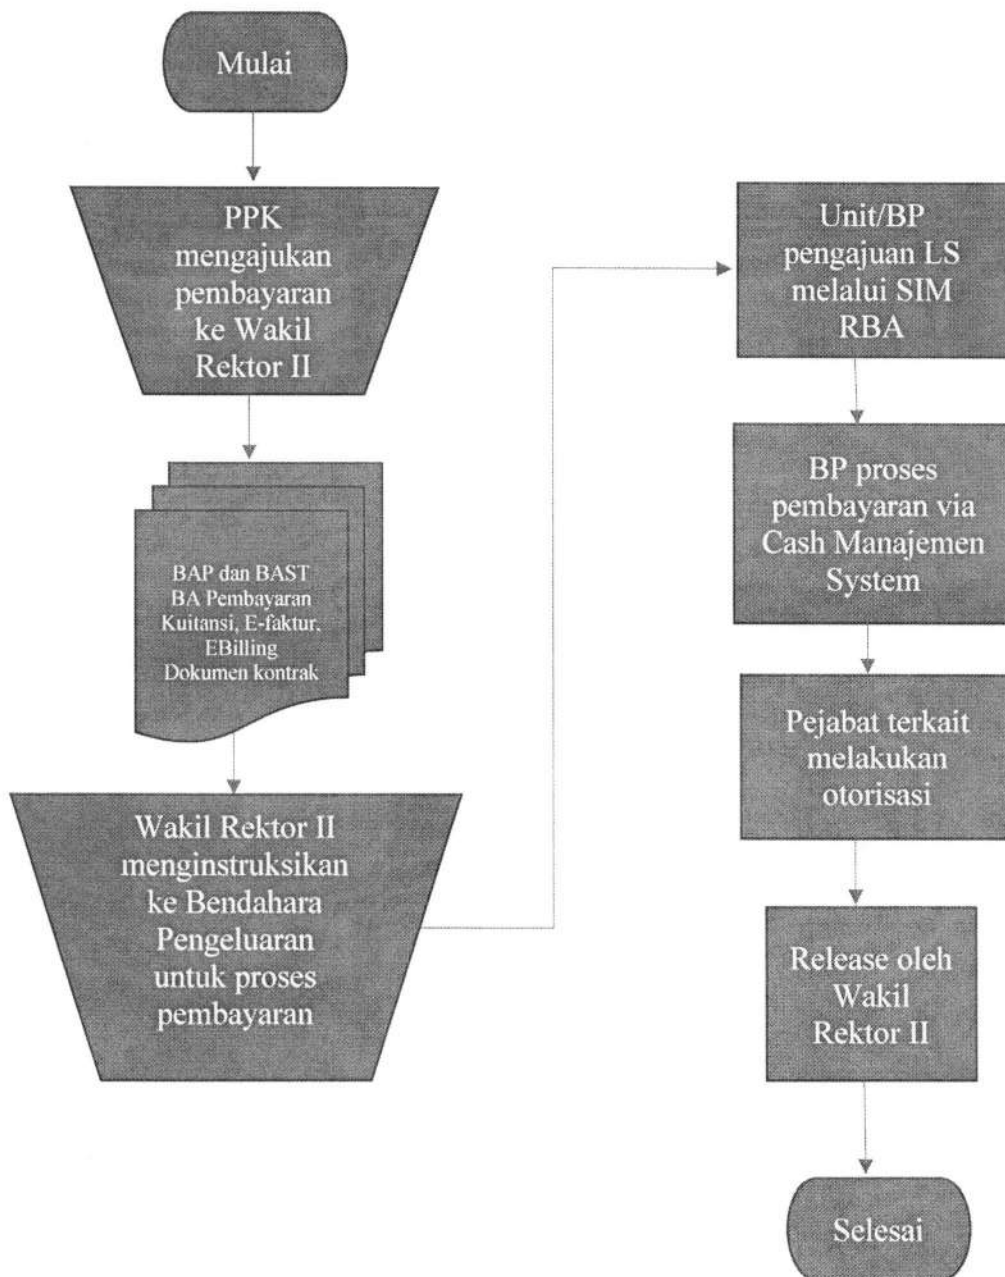 Mulai
PPK
mengajukan
pembayaran
ke Wakil
Rektor II
BAP dan BAST
BA Pembayaran
Kuitansi, E-faktur,
EBilling
Dokumen kontrak
Wakil Rektor II
menginstruksikan
ke Bendahara
Pengeluaran
untuk proses
pembayaran
Unit/BP
pengajuan LS
melalui SIM
RBA
BP proses
pembayaran via
Cash Manajemen
System
Pejabat terkait
melakukan
otorisasi
Release oleh
Wakil
Rektor II
Selesai